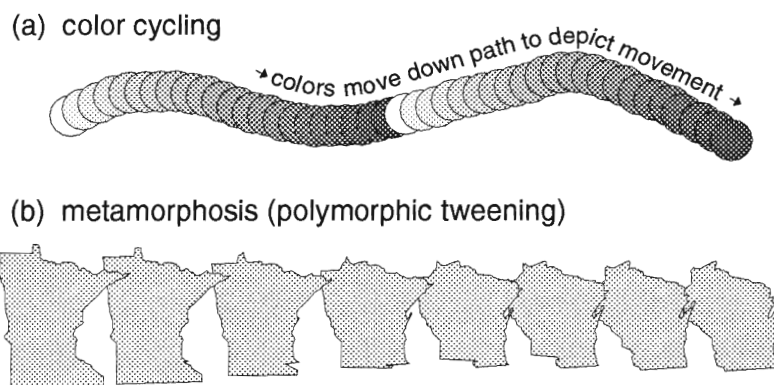 (a) color cycling
colors move down path to depict movement
(b) metamorphosis (polymorphic tweening)